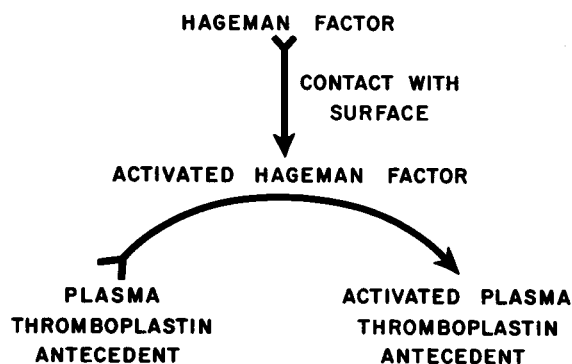 HAGEMAN FACTOR
CONTACT WITH
SURFACE
ACTIVATED HAGEMAN FACTOR
PLASMA
THROMBOPLASTIN
ANTECEDENT
ACTIVATED PLASMA
THROMBOPLASTIN
ANTECEDENT